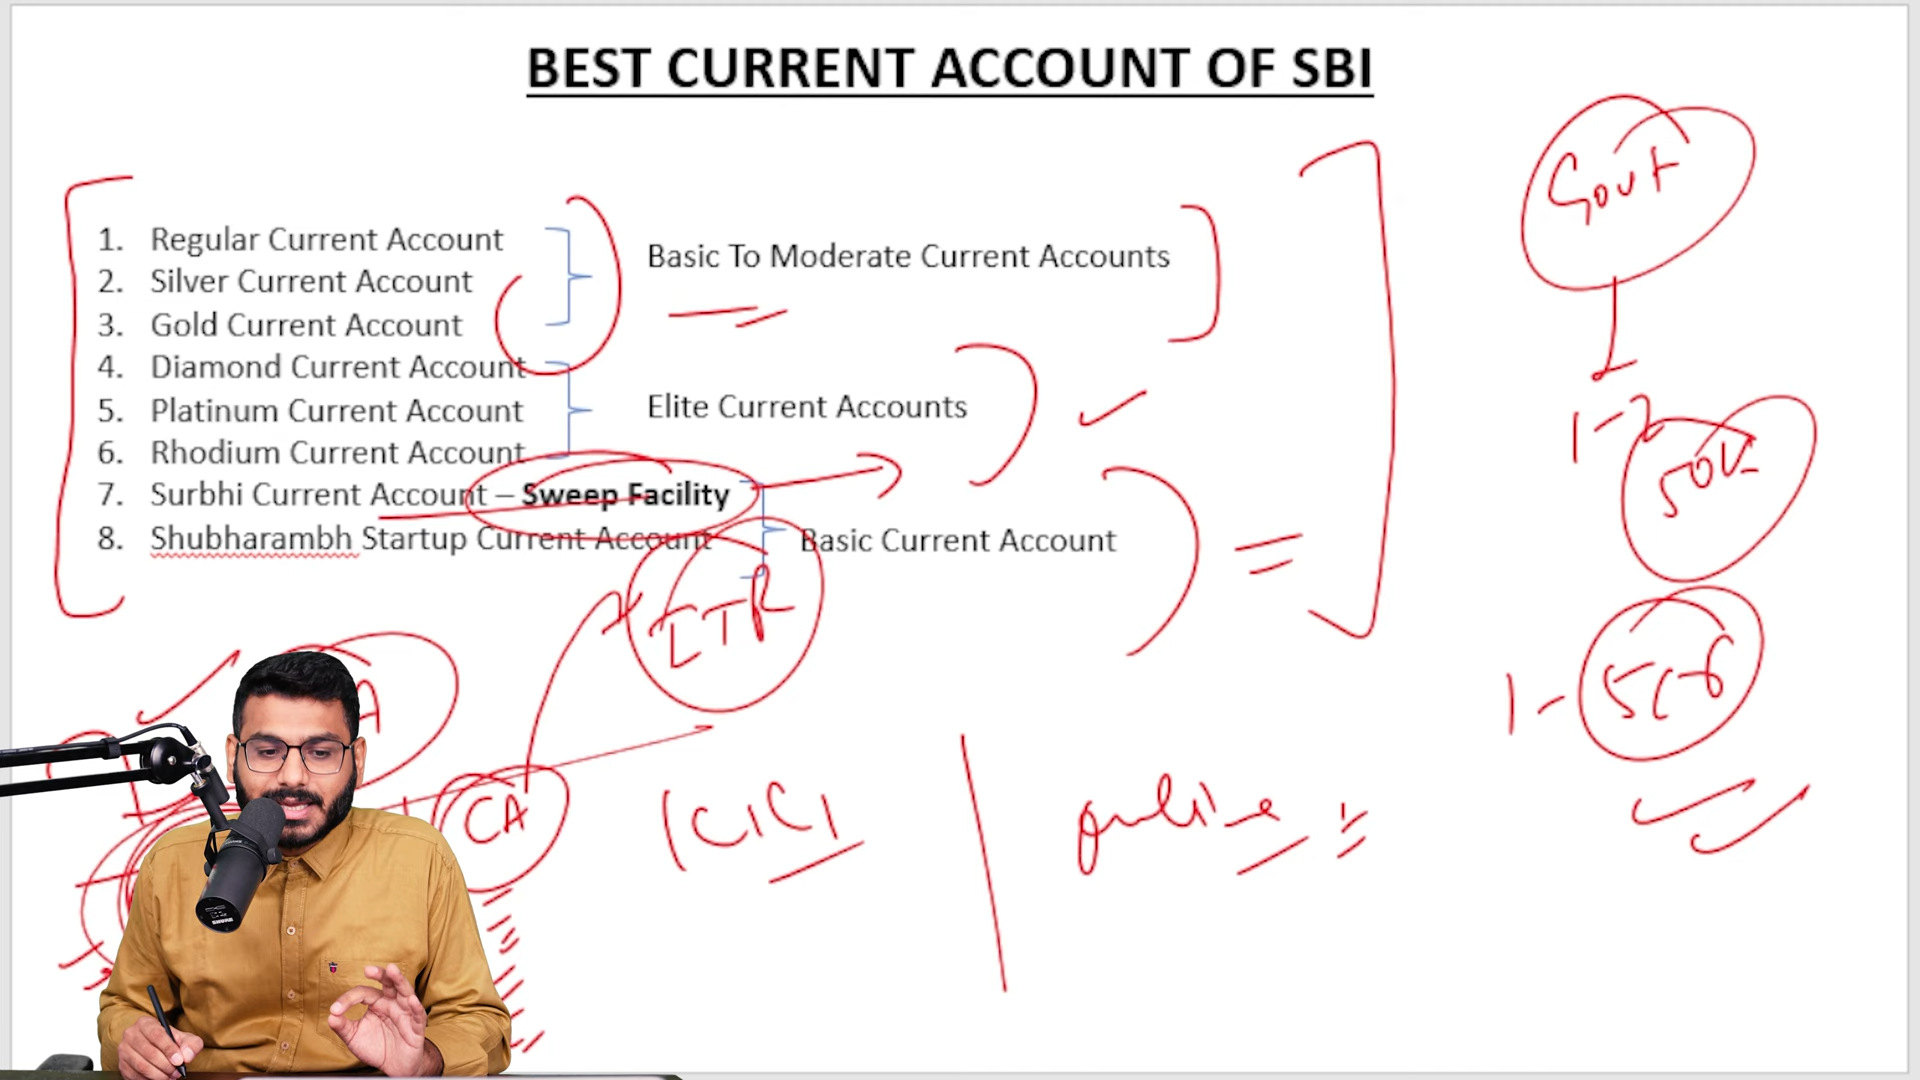 BEST CURRENT ACCOUNT OF SBI
1. Regular Current Account
2. Silver Current Account
3. Gold Current Account
Basic To Moderate Current Accounts
4. Diamond Current Account
5. Platinum Current Account
6. Rhodium Current Account
Elite Current Accounts
7. Surbhi Current Account – Sweep Facility
8. Shubharambh Startup Current Account
Basic Current Account
Govt
1-2
50K
1-5Cr
ITR
CA
ICICI
online